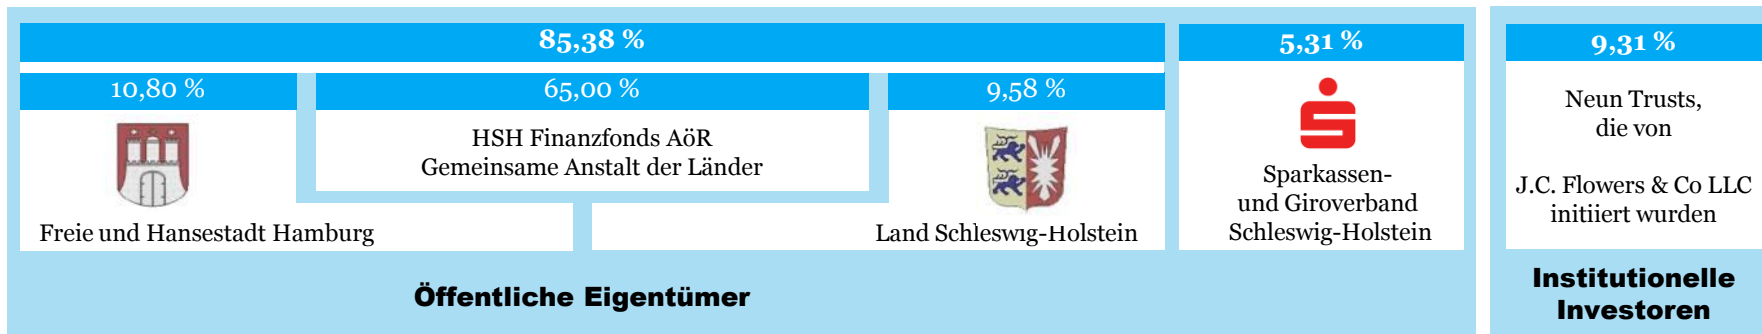 85,38 %
10,80 %
65,00 %
9,58 %
HSH Finanzfonds AöR
Gemeinsame Anstalt der Länder
Freie und Hansestadt Hamburg
Land Schleswig-Holstein
5,31 %
Sparkassen-
und Giroverband
Schleswig-Holstein
Öffentliche Eigentümer
9,31 %
Neun Trusts,
die von
J.C. Flowers & Co LLC
initiiert wurden
Institutionelle
Investoren